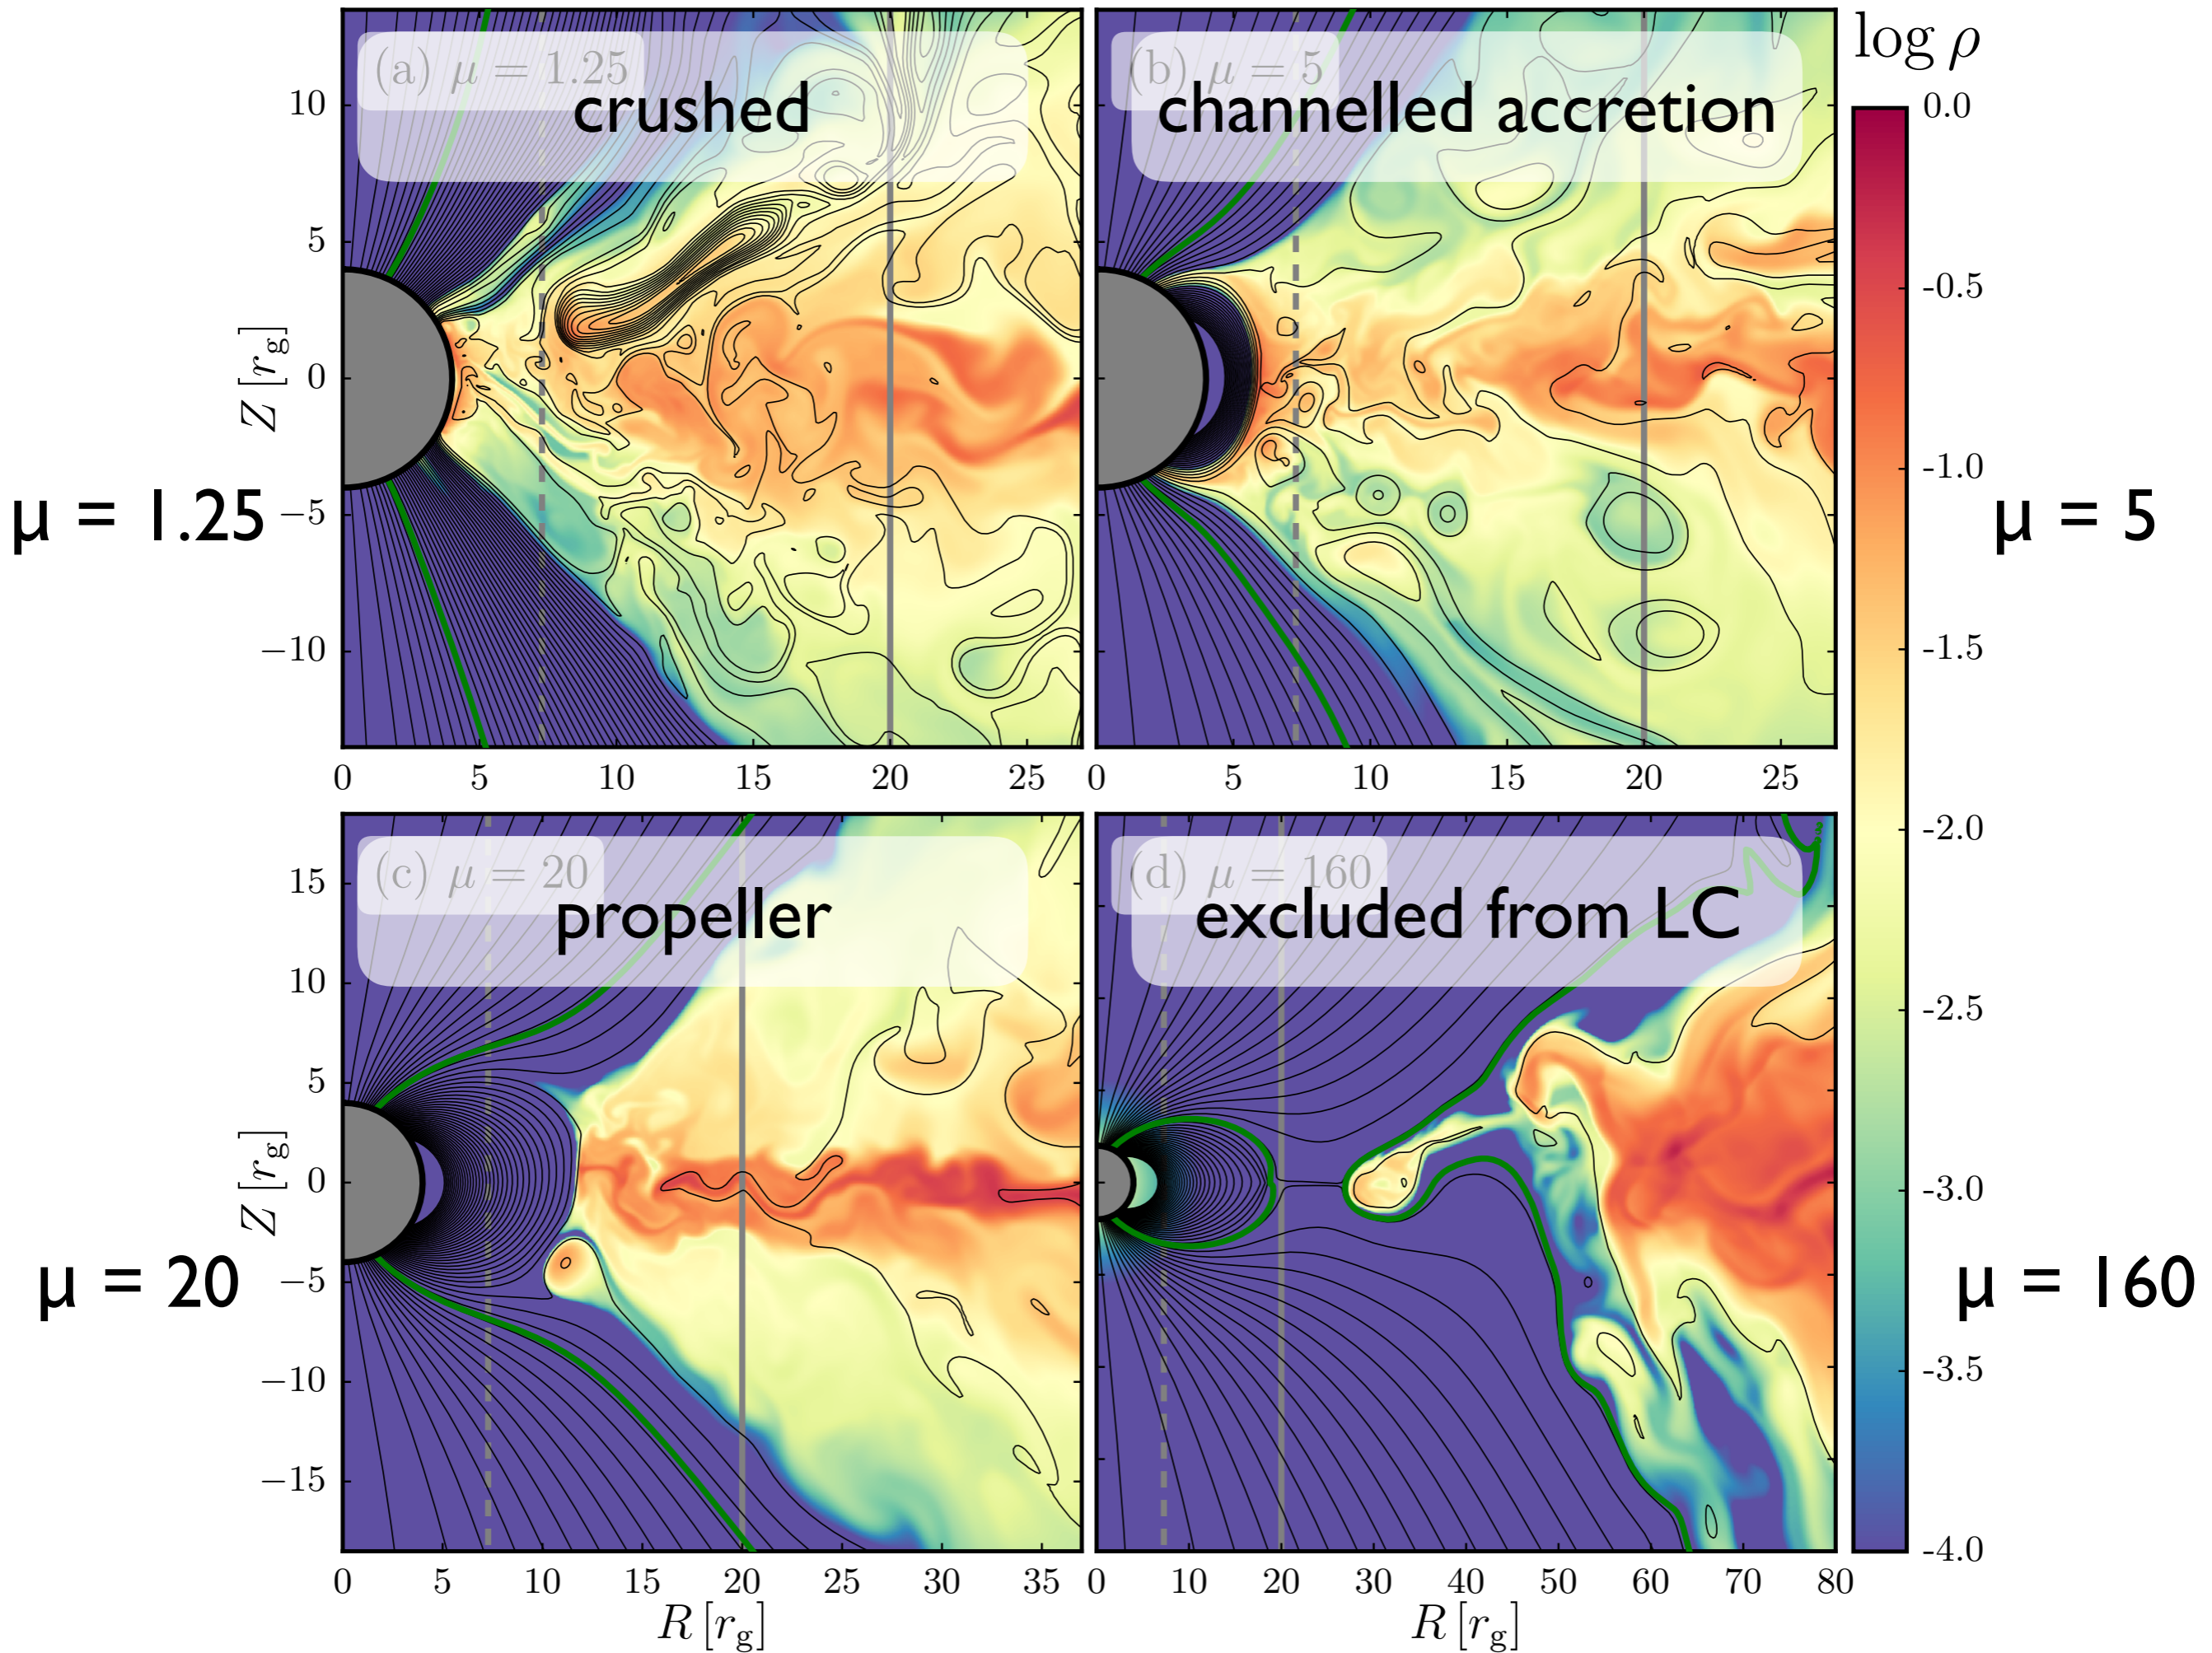 log ρ
(a) μ = 1.25
crushed
(b) μ = 5
channelled accretion
10
5
0
−5
−10
Z [r_g]
μ = 1.25
μ = 5
0 5 10 15 20 25
0 5 10 15 20 25
0.0
-0.5
-1.0
-1.5
-2.0
-2.5
-3.0
-3.5
-4.0
(c) μ = 20
propeller
(d) μ = 160
excluded from LC
15
10
5
0
−5
−10
−15
Z [r_g]
μ = 20
μ = 160
0 5 10 15 20 25 30 35
0 10 20 30 40 50 60 70 80
R [r_g]
R [r_g]